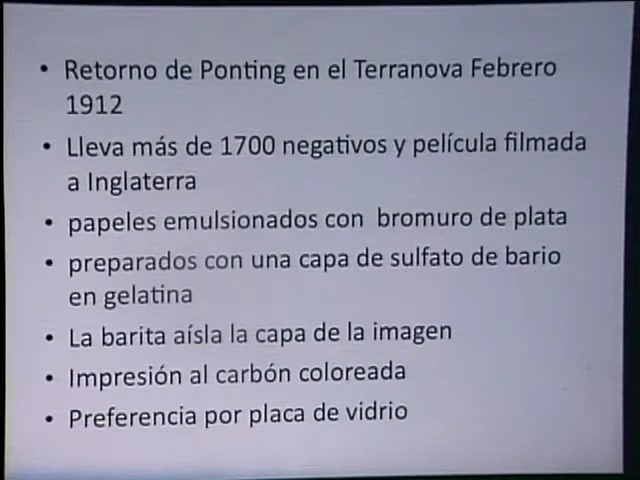 • Retorno de Ponting en el Terranova Febrero
1912
• Lleva más de 1700 negativos y película filmada
a Inglaterra
• papeles emulsionados con bromuro de plata
• preparados con una capa de sulfato de bario
en gelatina
• La barita aísla la capa de la imagen
• Impresión al carbón coloreada
• Preferencia por placa de vidrio